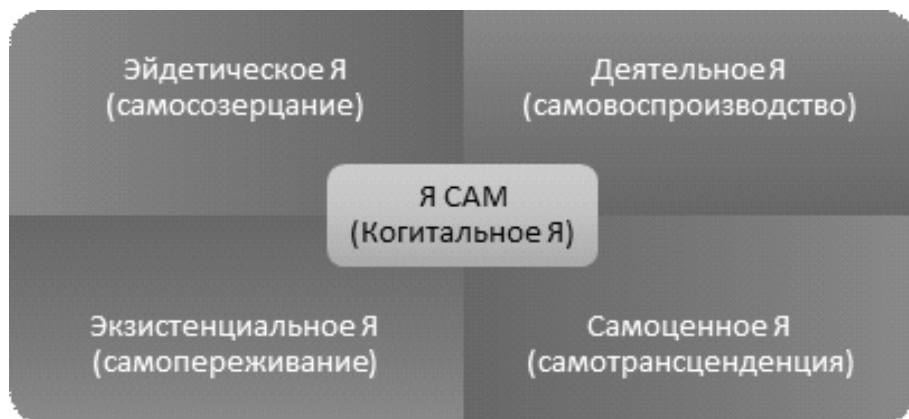 Эйдетическое Я
(самосозерцание)
Деятельное Я
(самовоспроизводство)
Я САМ
(Когитальное Я)
Экзистенциальное Я
(самопереживание)
Самоценное Я
(самотрансценденция)